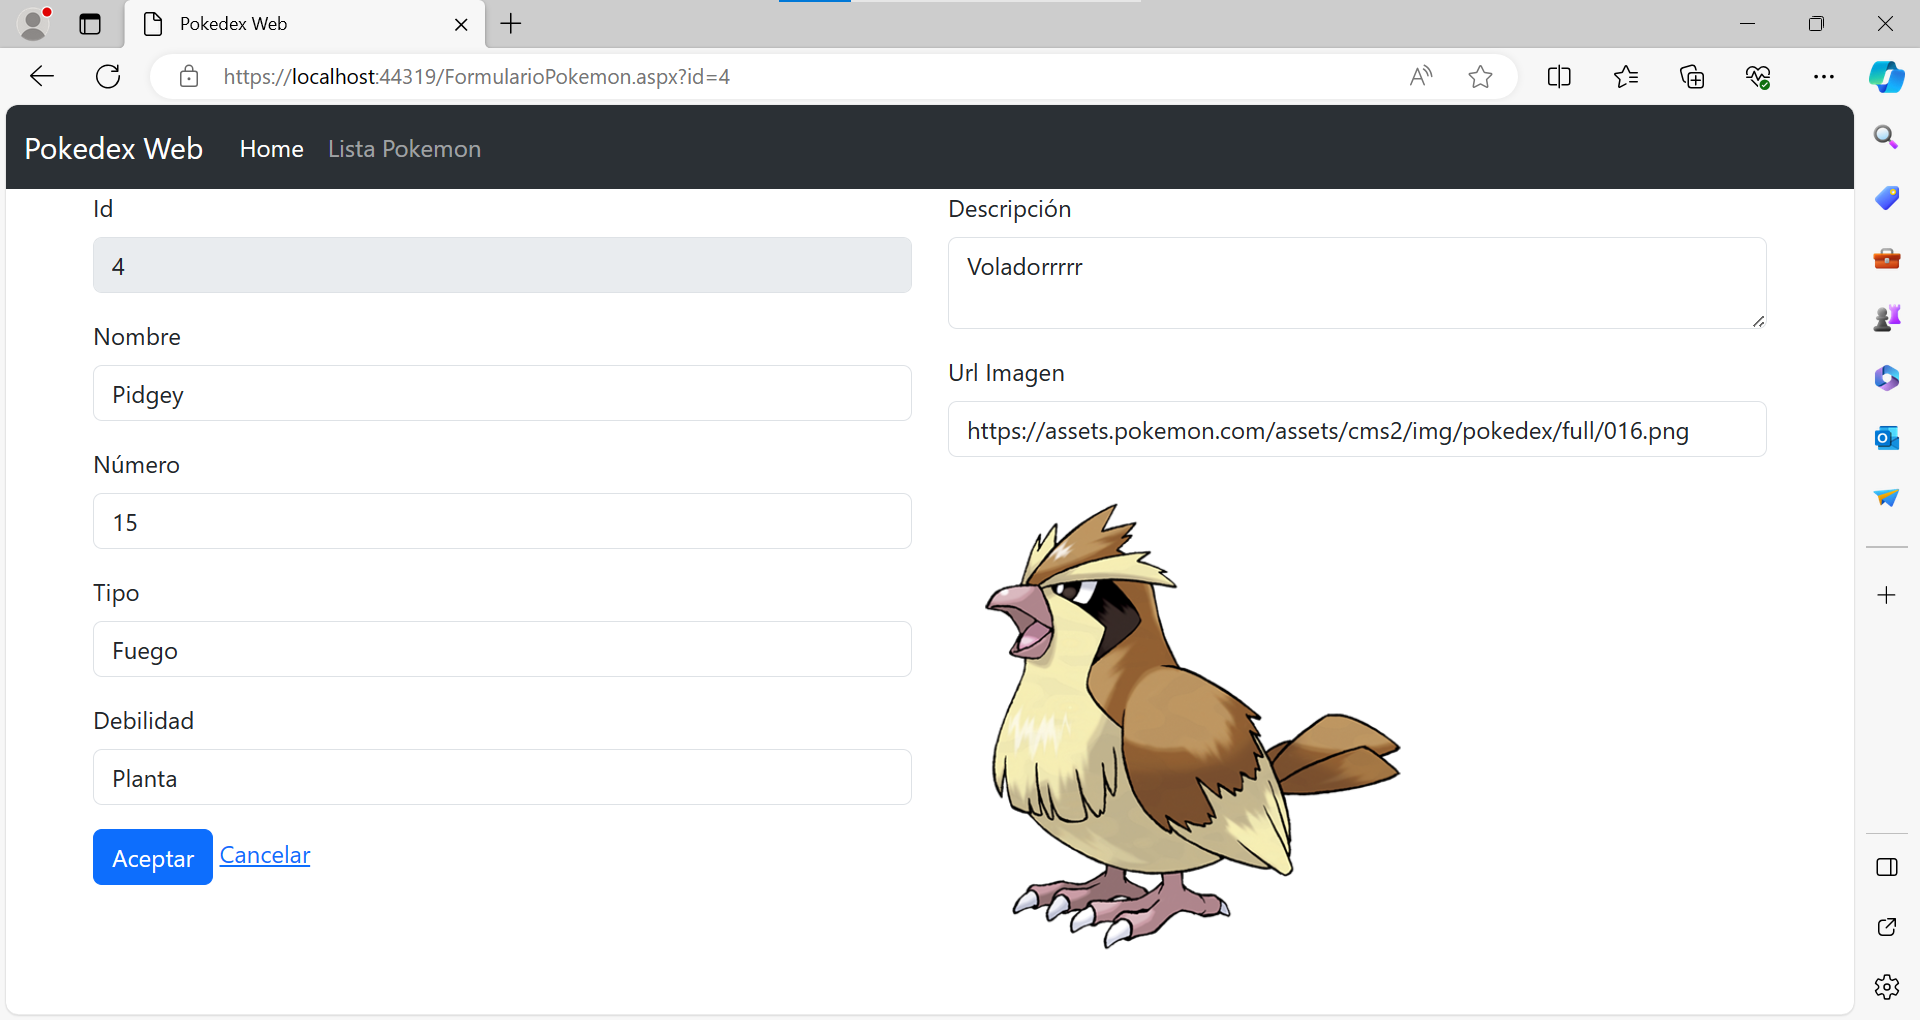 Pokedex Web
https://localhost:44319/FormularioPokemon.aspx?id=4
Pokedex Web Home Lista Pokemon
Id
4
Nombre
Pidgey
Número
15
Tipo
Fuego
Debilidad
Planta
Aceptar Cancelar
Descripción
Voladorrrrr
Url Imagen
https://assets.pokemon.com/assets/cms2/img/pokedex/full/016.png